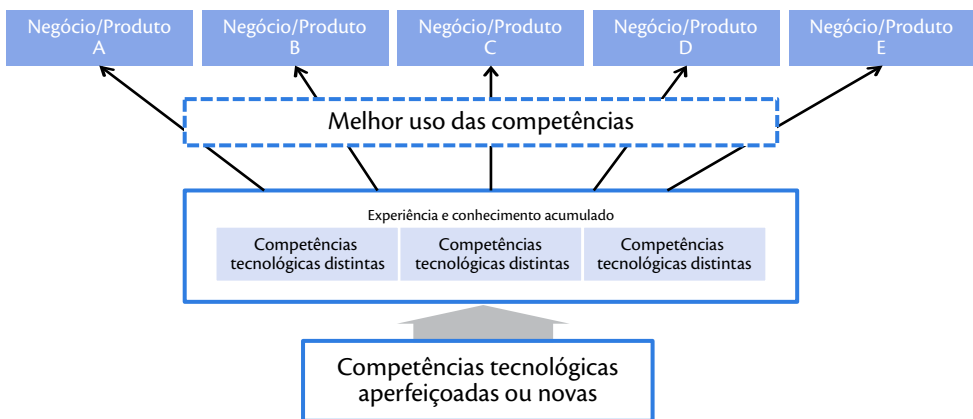 Negócio/Produto
A
Negócio/Produto
B
Negócio/Produto
C
Negócio/Produto
D
Negócio/Produto
E
Melhor uso das competências
Experiência e conhecimento acumulado
Competências
tecnológicas distintas
Competências
tecnológicas distintas
Competências
tecnológicas distintas
Competências tecnológicas
aperfeiçoadas ou novas